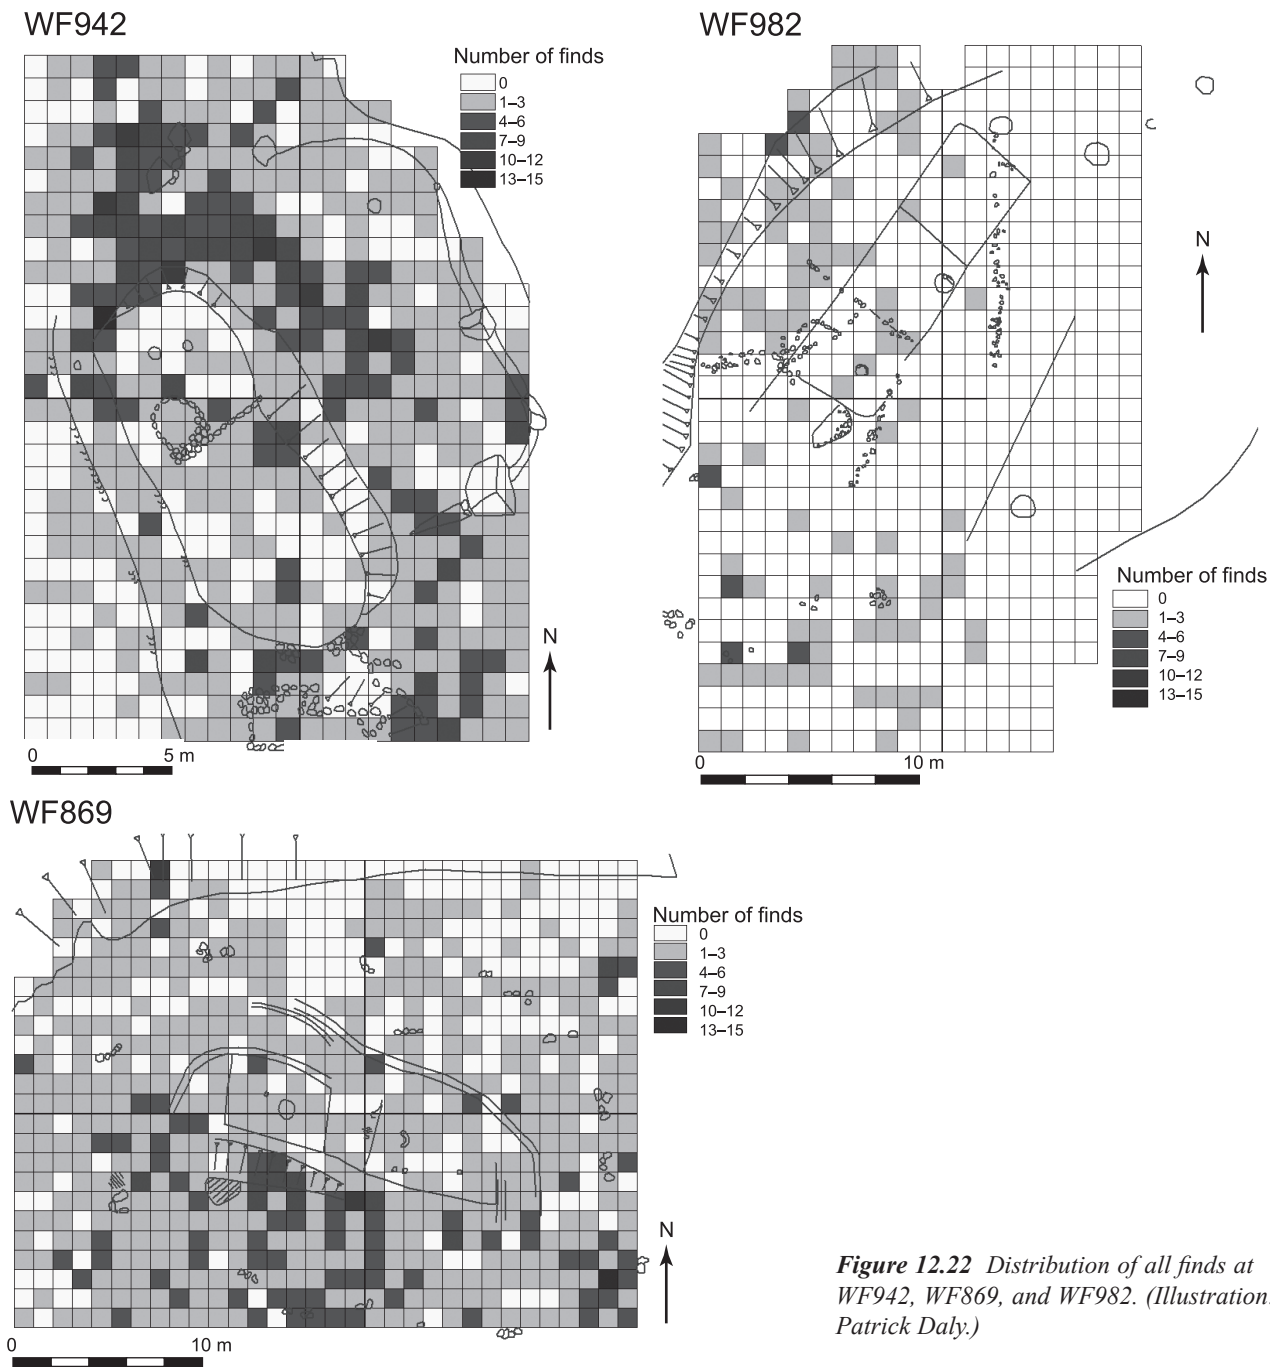 WF942
Number of finds
0
1–3
4–6
7–9
10–12
13–15
N
0 5 m
WF982
N
Number of finds
0
1–3
4–6
7–9
10–12
13–15
0 10 m
WF869
Number of finds
0
1–3
4–6
7–9
10–12
13–15
N
0 10 m
Figure 12.22 Distribution of all finds at
WF942, WF869, and WF982. (Illustration.
Patrick Daly.)